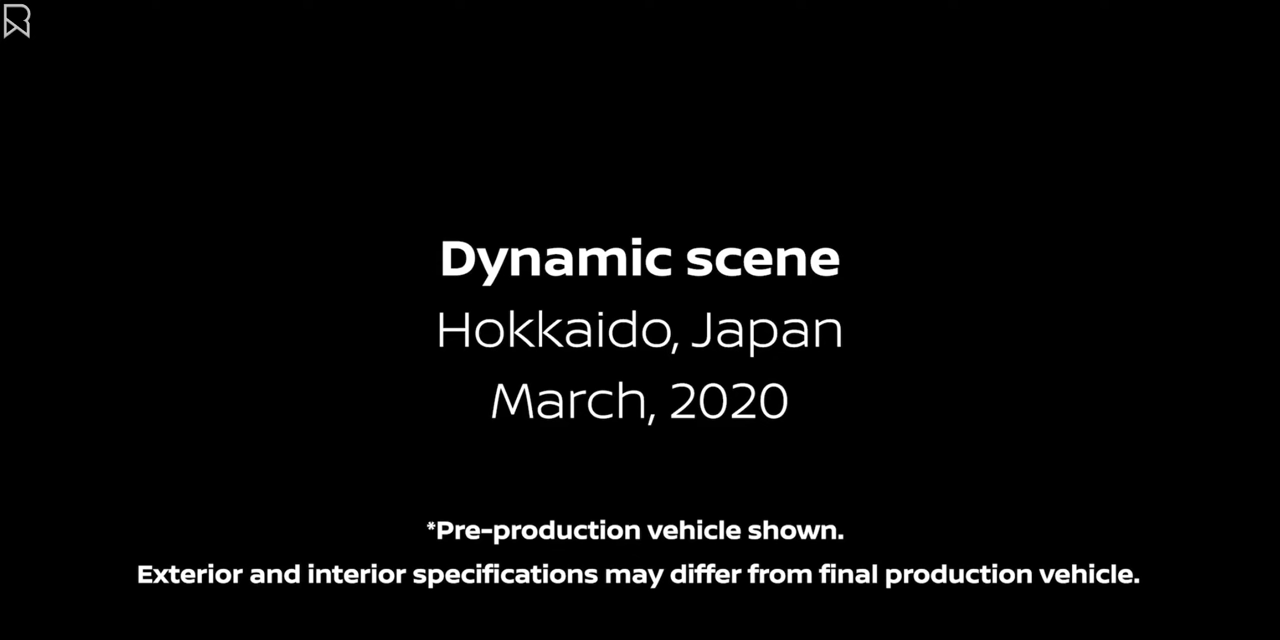 Dynamic scene
Hokkaido, Japan
March, 2020
*Pre-production vehicle shown.
Exterior and interior specifications may differ from final production vehicle.